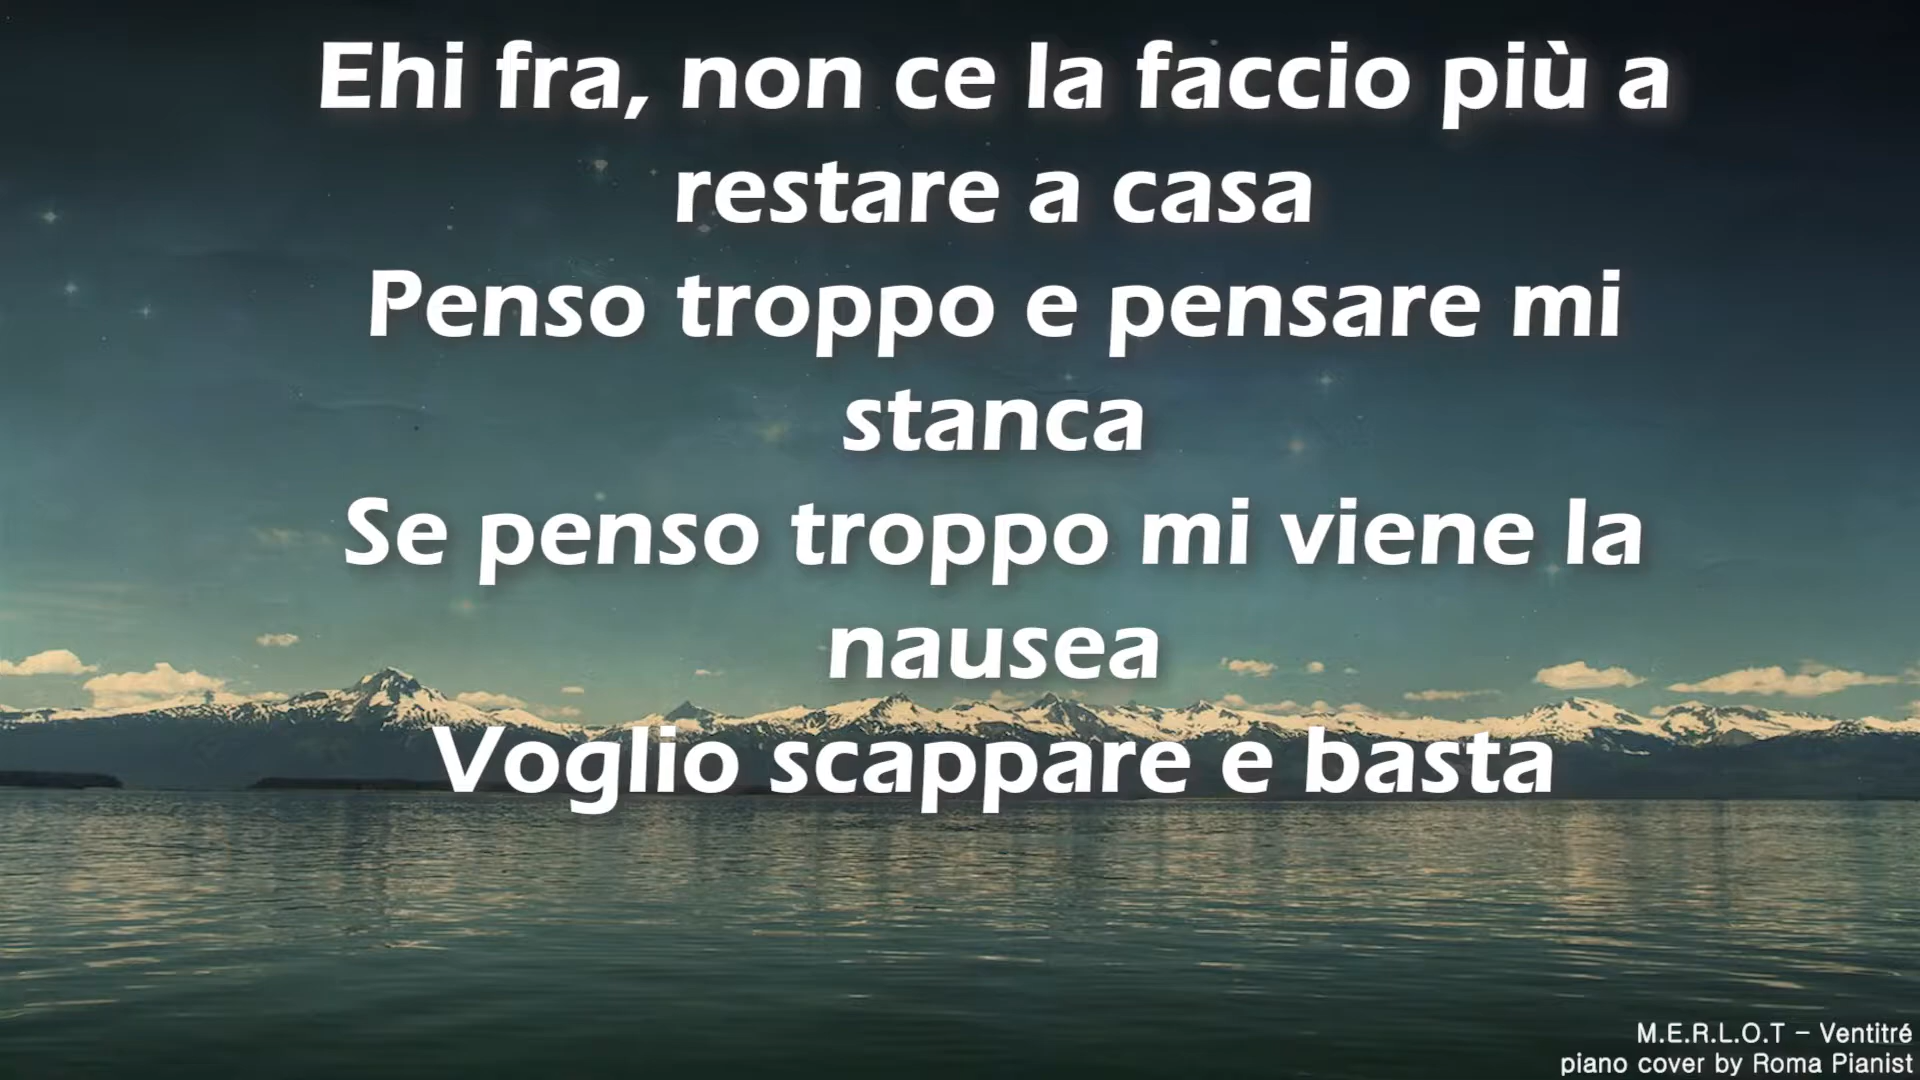 Ehi fra, non ce la faccio più a
restare a casa
Penso troppo e pensare mi
stanca
Se penso troppo mi viene la
nausea
Voglio scappare e basta
M.E.R.L.O.T – Ventitré
piano cover by Roma Pianist